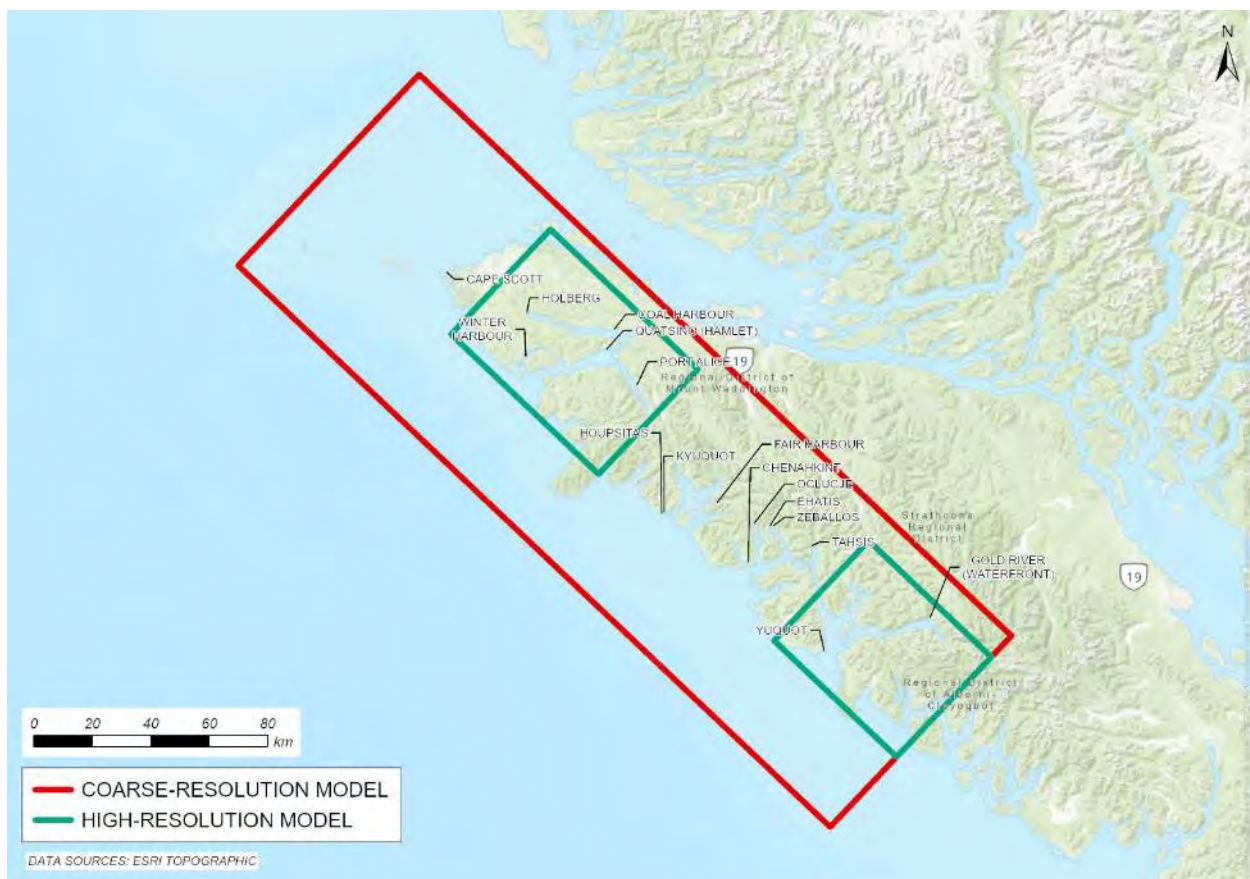 N
CAPE SCOTT
HOLBERG
WINTER
HARBOUR
COAL HARBOUR
QUATSINO (HAMLET)
PORT ALICE
19
Regional District of
Mount Waddington
HOUPSITAS
KYUQUOT
FAIR HARBOUR
CHENAHKINT
OCLUCJE
EHATIS
ZEBALLOS
Strathcona
Regional
District
TAHSIS
GOLD RIVER
(WATERFRONT)
19
YUQUOT
Regional District
of Alberni-
Clayoquot
0 20 40 60 80
km
COARSE-RESOLUTION MODEL
HIGH-RESOLUTION MODEL
DATA SOURCES: ESRI TOPOGRAPHIC